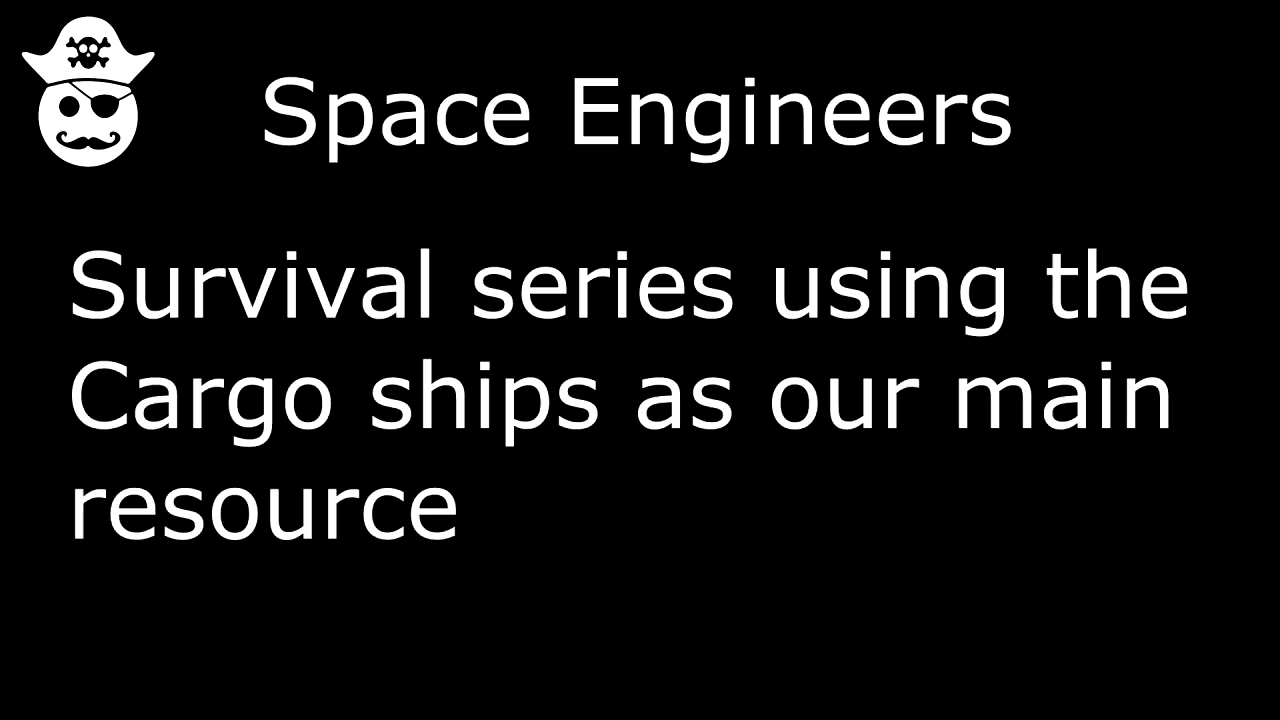 Space Engineers
Survival series using the
Cargo ships as our main
resource